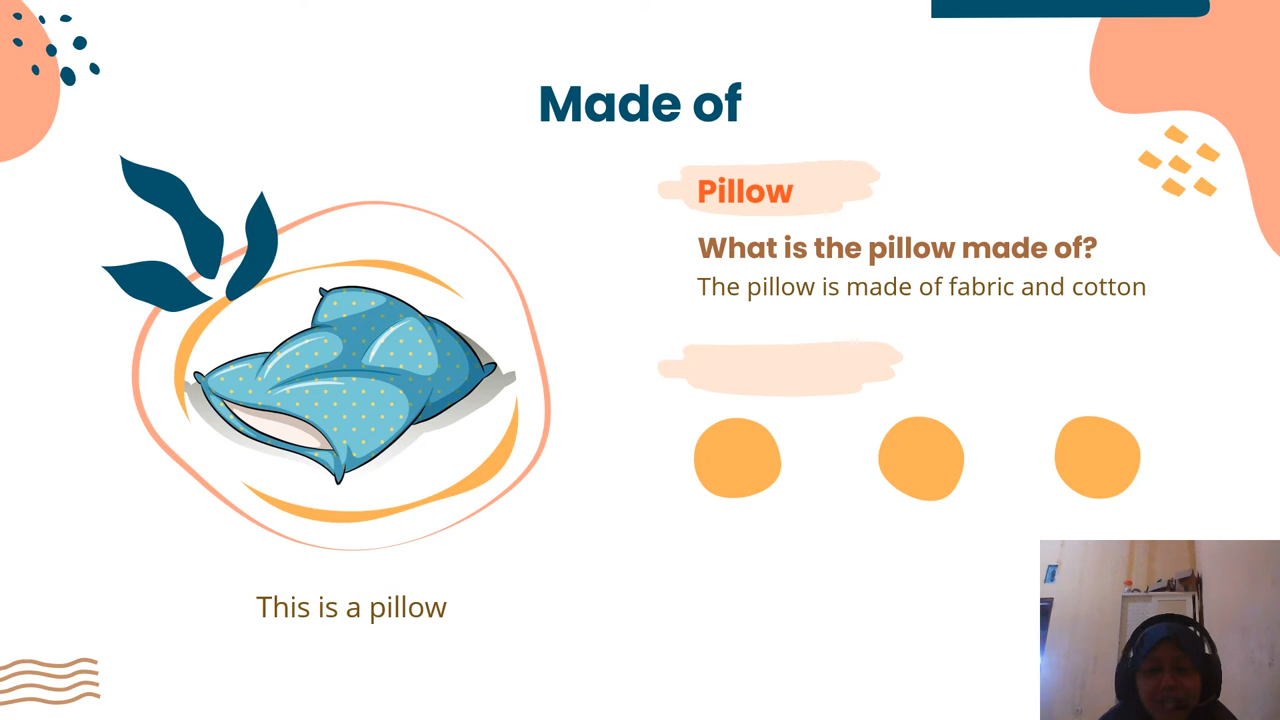 Made of
Pillow
What is the pillow made of?
The pillow is made of fabric and cotton
This is a pillow